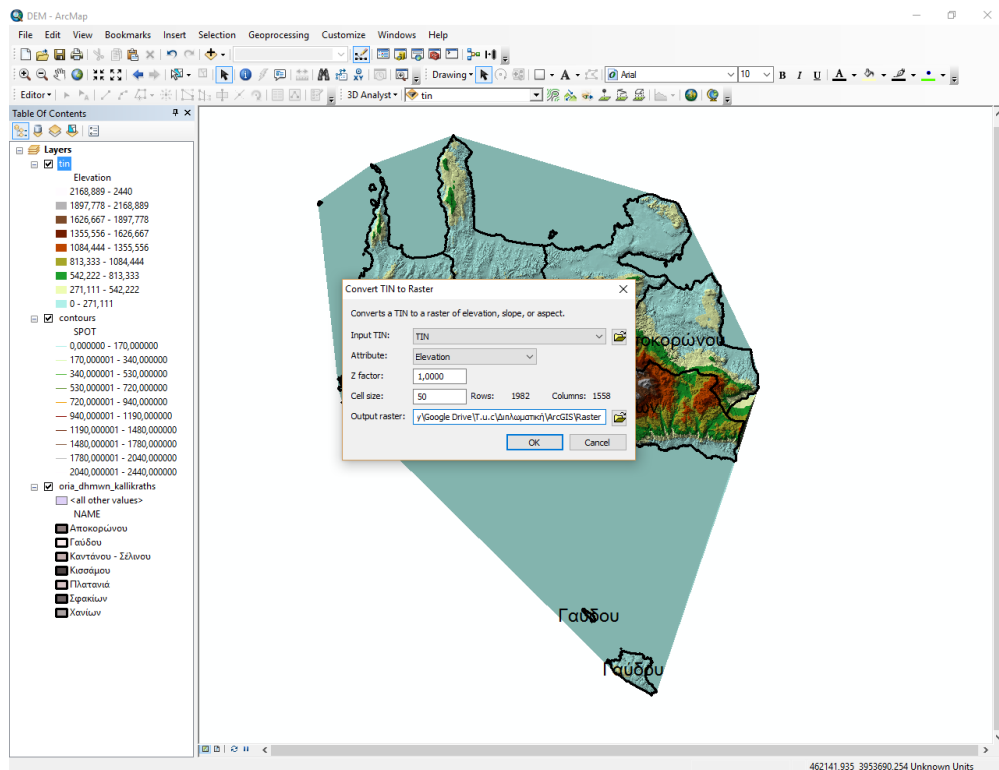 DEM - ArcMap
File Edit View Bookmarks Insert Selection Geoprocessing Customize Windows Help
Drawing Arial 10 B I U A
Editor 3D Analyst tin
Table Of Contents
Layers
tin
Elevation
2168,889 - 2440
1897,778 - 2168,889
1626,667 - 1897,778
1355,556 - 1626,667
1084,444 - 1355,556
813,333 - 1084,444
542,222 - 813,333
271,111 - 542,222
0 - 271,111
contours
SPOT
0,000000 - 170,000000
170,000001 - 340,000000
340,000001 - 530,000000
530,000001 - 720,000000
720,000001 - 940,000000
940,000001 - 1190,000000
1190,000001 - 1480,000000
1480,000001 - 1780,000000
1780,000001 - 2040,000000
2040,000001 - 2440,000000
oria_dhmwn_kallikraths
<all other values>
NAME
Αποκορώνου
Γαύδου
Καντάνου - Σέλινου
Κισσάμου
Πλατανιά
Σφακίων
Χανίων
Convert TIN to Raster
Converts a TIN to a raster of elevation, slope, or aspect.
Input TIN: TIN
Attribute: Elevation
Z factor: 1,0000
Cell size: 50 Rows: 1982 Columns: 1558
Output raster: y\Google Drive\T.u.c\Διπλωματική\ArcGIS\Raster
OK Cancel
οκορώνου
Γαύδου
Γαύδου
462141,935 3953690,254 Unknown Units